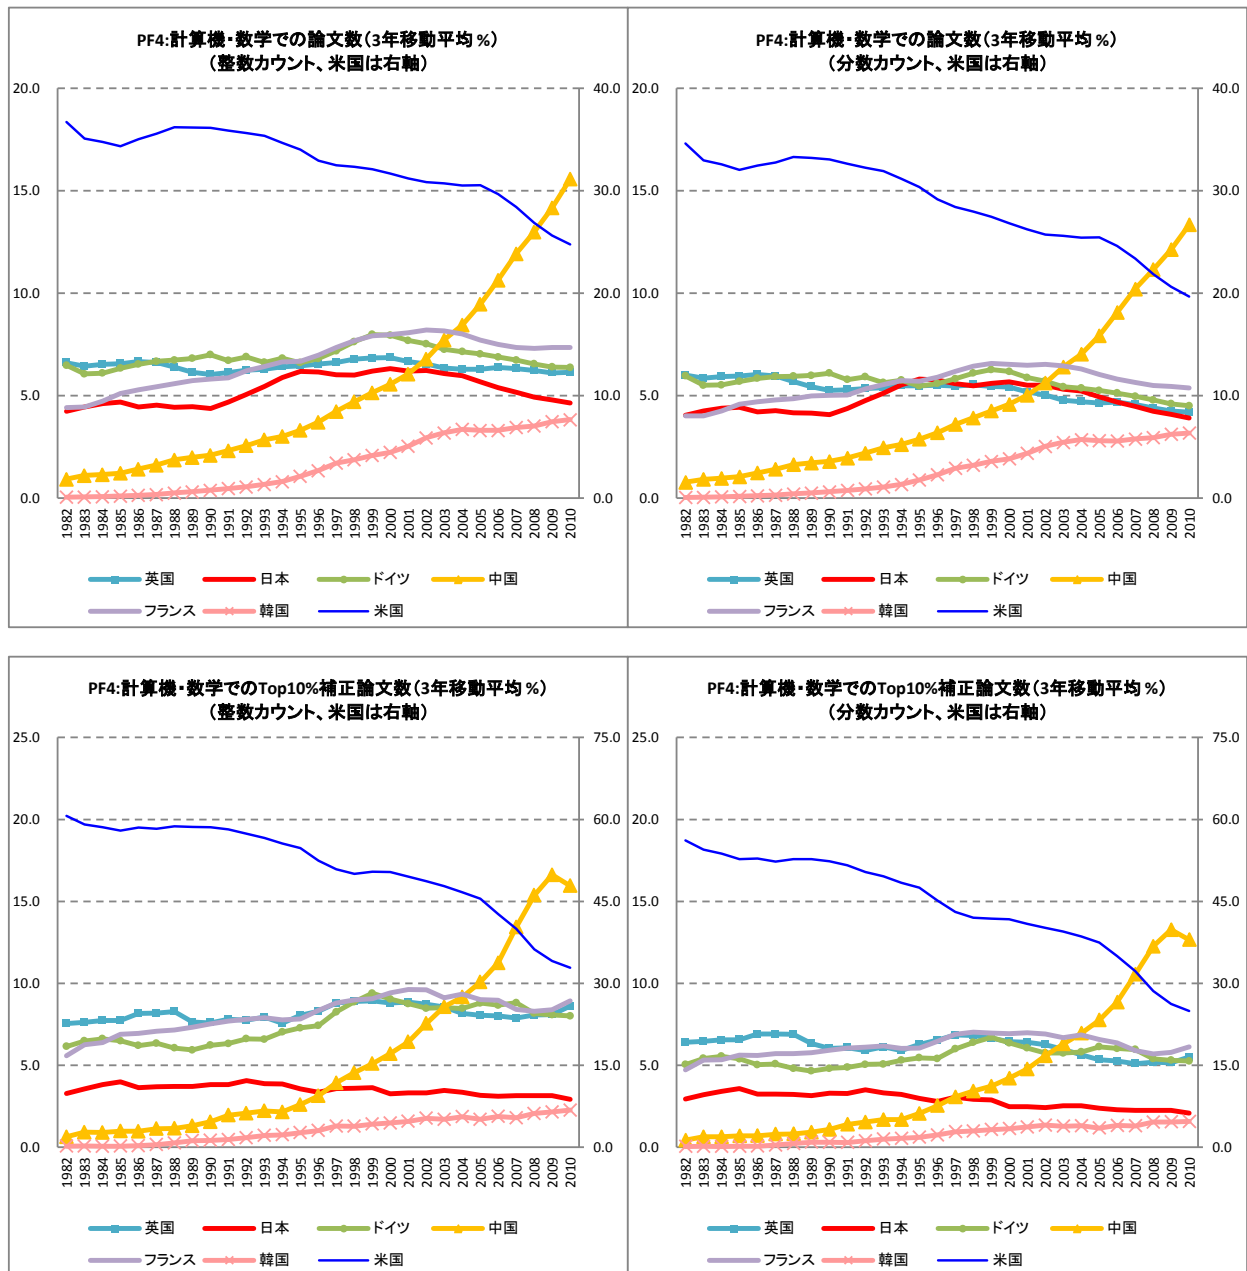 PF4:計算機・数学での論文数(3年移動平均 %)
(整数カウント、米国は右軸)
20.0
15.0
10.0
5.0
0.0
40.0
30.0
20.0
10.0
0.0
1982 1983 1984 1985 1986 1987 1988 1989 1990 1991 1992 1993 1994 1995 1996 1997 1998 1999 2000 2001 2002 2003 2004 2005 2006 2007 2008 2009 2010
英国 日本 ドイツ 中国
フランス 韓国 米国
PF4:計算機・数学での論文数(3年移動平均 %)
(分数カウント、米国は右軸)
20.0
15.0
10.0
5.0
0.0
40.0
30.0
20.0
10.0
0.0
1982 1983 1984 1985 1986 1987 1988 1989 1990 1991 1992 1993 1994 1995 1996 1997 1998 1999 2000 2001 2002 2003 2004 2005 2006 2007 2008 2009 2010
英国 日本 ドイツ 中国
フランス 韓国 米国
PF4:計算機・数学でのTop10%補正論文数(3年移動平均 %)
(整数カウント、米国は右軸)
25.0
20.0
15.0
10.0
5.0
0.0
75.0
60.0
45.0
30.0
15.0
0.0
1982 1983 1984 1985 1986 1987 1988 1989 1990 1991 1992 1993 1994 1995 1996 1997 1998 1999 2000 2001 2002 2003 2004 2005 2006 2007 2008 2009 2010
英国 日本 ドイツ 中国
フランス 韓国 米国
PF4:計算機・数学でのTop10%補正論文数(3年移動平均 %)
(分数カウント、米国は右軸)
25.0
20.0
15.0
10.0
5.0
0.0
75.0
60.0
45.0
30.0
15.0
0.0
1982 1983 1984 1985 1986 1987 1988 1989 1990 1991 1992 1993 1994 1995 1996 1997 1998 1999 2000 2001 2002 2003 2004 2005 2006 2007 2008 2009 2010
英国 日本 ドイツ 中国
フランス 韓国 米国